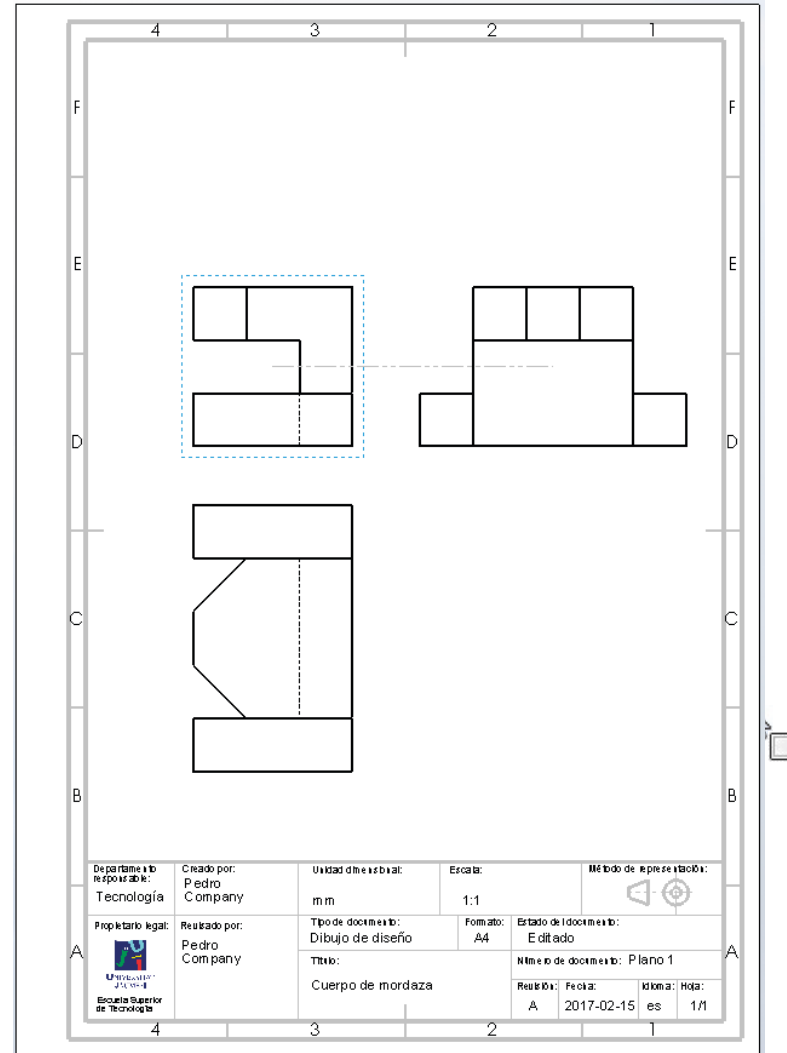 4 3 2 1
F F
E E
D D
C C
B B
A A
Departamento responsable:
Tecnología
Creado por:
Pedro
Company
Unidad dimensional:
mm
Escala:
1:1
Método de representación:
Propietario legal:
UNIVERSITAT
JAUME·I
Escuela Superior
de Tecnología
Revisado por:
Pedro
Company
Tipo de documento:
Dibujo de diseño
Formato:
A4
Estado del documento:
Editado
Título:
Cuerpo de mordaza
Número de documento: Plano 1
Revisión:
A
Fecha:
2017-02-15
Idioma:
es
Hoja:
1/1
4 3 2 1